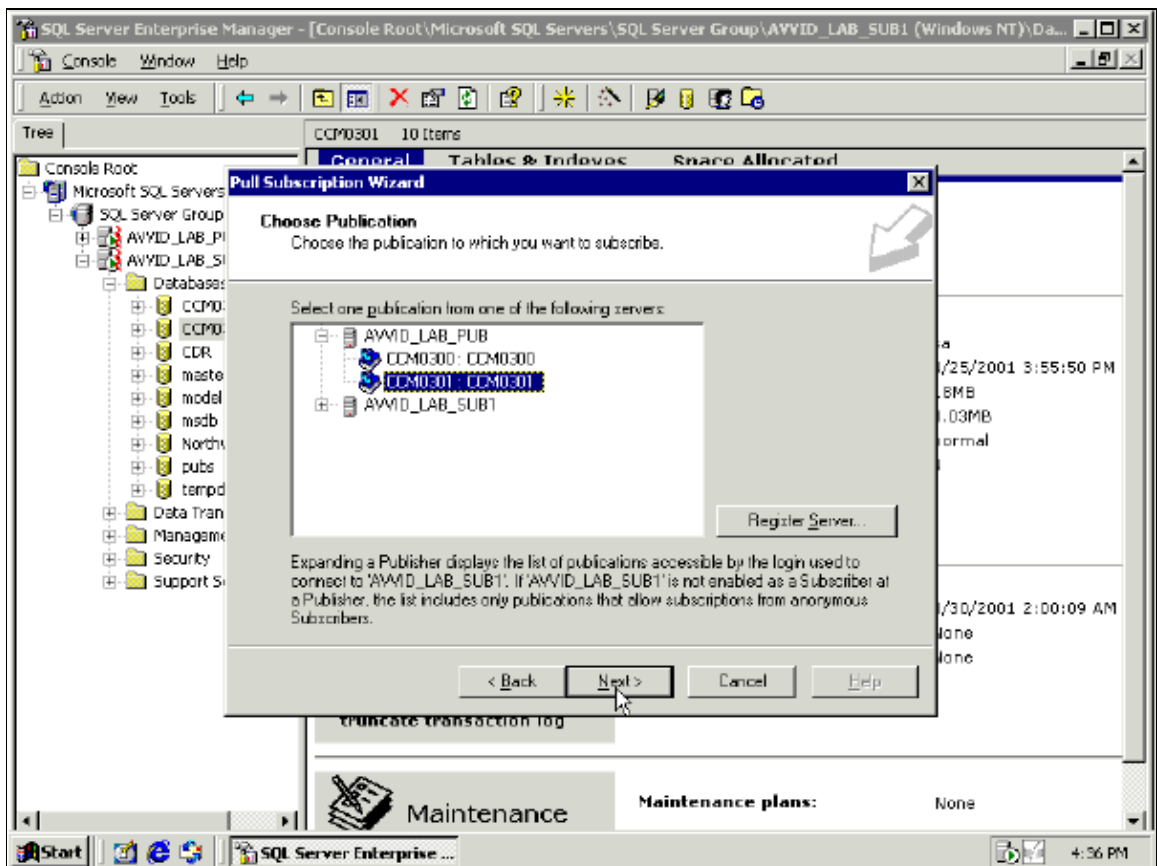 SQL Server Enterprise Manager - [Console Root\Microsoft SQL Servers\SQL Server Group\AVVID_LAB_SUB1 (Windows NT)\Da...
Console Window Help
Action View Tools
Tree
CCM0301 10 Items
General Tables & Indexes Space Allocated
Console Root
Microsoft SQL Servers
SQL Server Group
AVVID_LAB_P
AVVID_LAB_S
Databases
CCM0
CCM0
CDR
maste
model
msdb
North
pubs
tempd
Data Tran
Manageme
Security
Support S
Pull Subscription Wizard
Choose Publication
Choose the publication to which you want to subscribe.
Select one publication from one of the following servers:
AVVID_LAB_PUB
CCM0300 : CCM0300
CCM0301 : CCM0301
AVVID_LAB_SUB1
Register Server...
Expanding a Publisher displays the list of publications accessible by the login used to
connect to 'AVVID_LAB_SUB1'. If 'AVVID_LAB_SUB1' is not enabled as a Subscriber at
a Publisher, the list includes only publications that allow subscriptions from anonymous
Subscribers.
< Back Next > Cancel Help
sa
/25/2001 3:55:50 PM
.8MB
.03MB
ormal
/30/2001 2:00:09 AM
None
None
truncate transaction log
Maintenance
Maintenance plans: None
Start
SQL Server Enterprise ...
4:36 PM